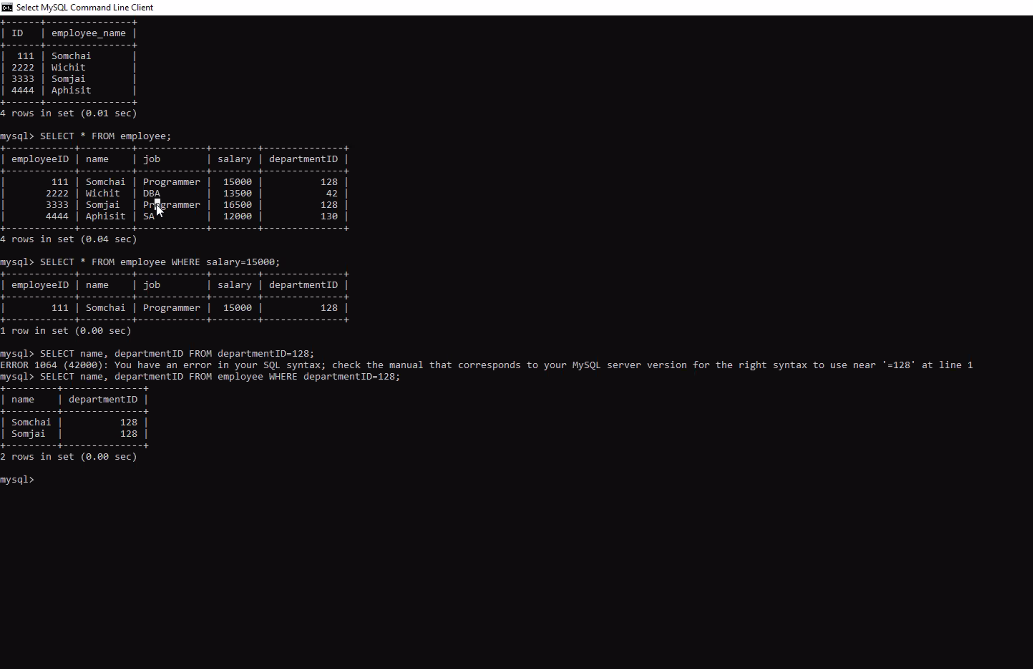 Select MySQL Command Line Client
+------+---------------+
| ID   | employee_name |
+------+---------------+
|  111 | Somchai       |
| 2222 | Wichit        |
| 3333 | Somjai        |
| 4444 | Aphisit       |
+------+---------------+
4 rows in set (0.01 sec)
mysql> SELECT * FROM employee;
+------------+---------+------------+--------+--------------+
| employeeID | name    | job        | salary | departmentID |
+------------+---------+------------+--------+--------------+
|        111 | Somchai | Programmer |  15000 |          128 |
|       2222 | Wichit  | DBA        |  13500 |           42 |
|       3333 | Somjai  | Programmer |  16500 |          128 |
|       4444 | Aphisit | SA         |  12000 |          130 |
+------------+---------+------------+--------+--------------+
4 rows in set (0.04 sec)
mysql> SELECT * FROM employee WHERE salary=15000;
+------------+---------+------------+--------+--------------+
| employeeID | name    | job        | salary | departmentID |
+------------+---------+------------+--------+--------------+
|        111 | Somchai | Programmer |  15000 |          128 |
+------------+---------+------------+--------+--------------+
1 row in set (0.00 sec)
mysql> SELECT name, departmentID FROM departmentID=128;
ERROR 1064 (42000): You have an error in your SQL syntax; check the manual that corresponds to your MySQL server version for the right syntax to use near '=128' at line 1
mysql> SELECT name, departmentID FROM employee WHERE departmentID=128;
+---------+--------------+
| name    | departmentID |
+---------+--------------+
| Somchai |          128 |
| Somjai  |          128 |
+---------+--------------+
2 rows in set (0.00 sec)
mysql>